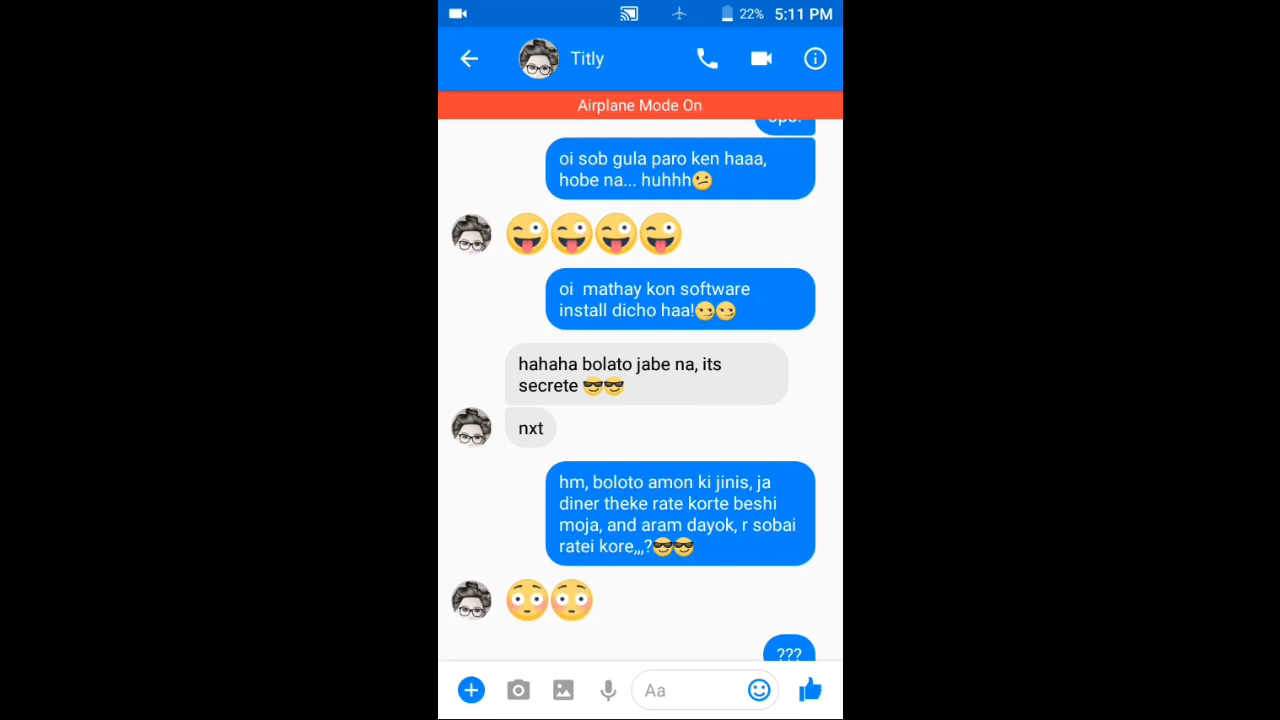 22% 5:11 PM
Titly
Airplane Mode On
oi sob gula paro ken haaa,
hobe na... huhhh😕
😜😜😜😜
oi  mathay kon software
install dicho haa!😏😏
hahaha bolato jabe na, its
secrete 😎😎
nxt
hm, boloto amon ki jinis, ja
diner theke rate korte beshi
moja, and aram dayok, r sobai
ratei kore,,,?😎😎
😳😳
???
Aa